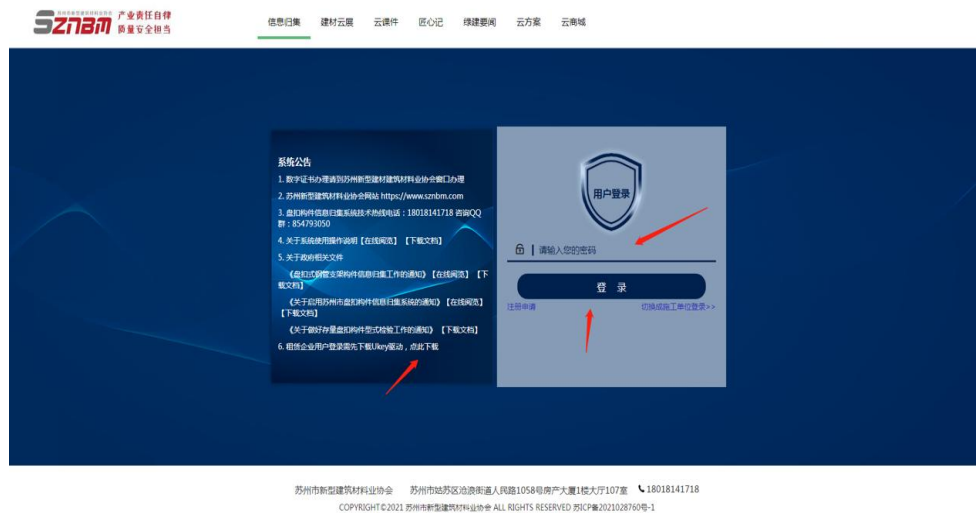 SZNBM 产业责任自律
质量安全担当
信息归集 建材云展 云课件 匠心记 绿建要闻 云方案 云商城
系统公告
1. 数字证书办理请到苏州新型建材建筑材料业协会窗口办理
2. 苏州新型建筑材料业协会网站 https://www.sznbm.com
3. 盘扣构件信息归集系统技术热线电话：18018141718 咨询QQ
群：854793050
4. 关于系统使用操作说明【在线阅览】 【下载文档】
5. 关于政府相关文件
《盘扣式钢管支架构件信息归集工作的通知》【在线阅览】 【下
载文档】
《关于启用苏州市盘扣构件信息归集系统的通知》【在线阅览】
【下载文档】
《关于做好存量盘扣构件型式检验工作的通知》 【下载文档】
6. 租赁企业用户登录需先下载Ukey驱动，点此下载
用户登录
请输入您的密码
登 录
注册申请 切换成施工单位登录>>
苏州市新型建筑材料业协会 苏州市姑苏区沧浪街道人民路1058号房产大厦1楼大厅107室 18018141718
COPYRIGHT©2021 苏州市新型建筑材料业协会 ALL RIGHTS RESERVED 苏ICP备2021028760号-1